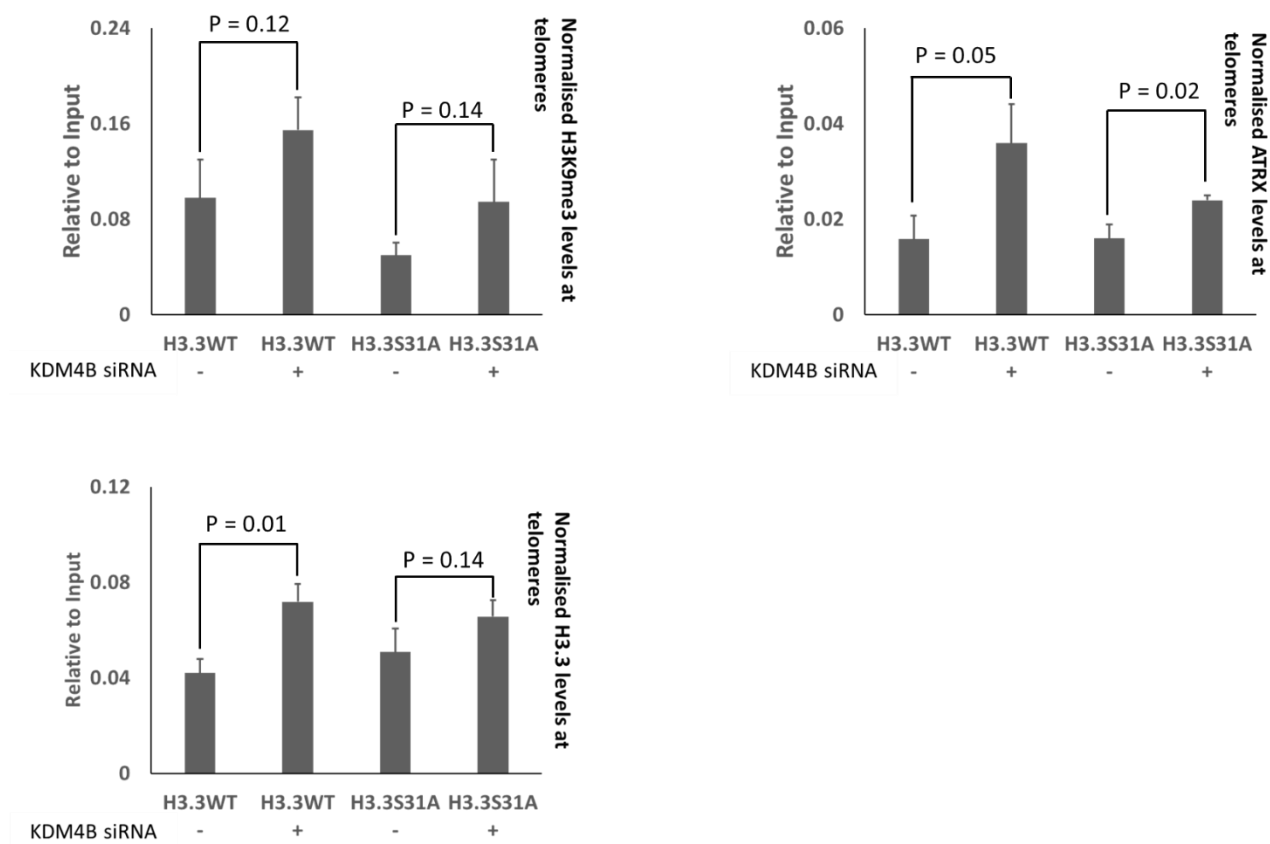 0.24
0.16
0.08
0
Relative to Input
P = 0.12
P = 0.14
Normalised H3K9me3 levels at
telomeres
H3.3WT H3.3WT H3.3S31A H3.3S31A
KDM4B siRNA - + - +
0.06
0.04
0.02
0
Relative to Input
P = 0.05
P = 0.02
Normalised ATRX levels at
telomeres
H3.3WT H3.3WT H3.3S31A H3.3S31A
KDM4B siRNA - + - +
0.12
0.08
0.04
0
Relative to Input
P = 0.01
P = 0.14
Normalised H3.3 levels at
telomeres
H3.3WT H3.3WT H3.3S31A H3.3S31A
KDM4B siRNA - + - +